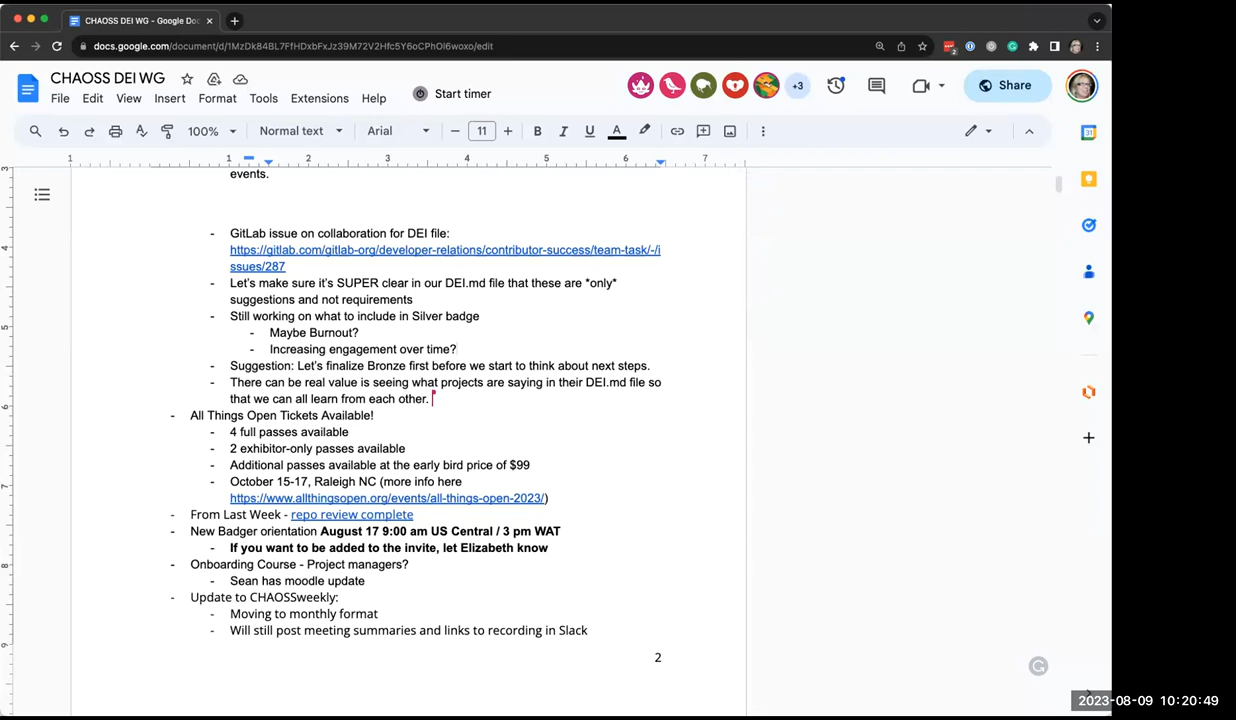 CHAOSS DEI WG - Google Doc
docs.google.com/document/d/1MzDk84BL7FfHDxbFxJz39M72V2Hfc5Y6oCPhOl6woxo/edit
CHAOSS DEI WG
File Edit View Insert Format Tools Extensions Help
Start timer
+3
Share
100% Normal text Arial 11
1 1 2 3 4 5 6 7
events.
- GitLab issue on collaboration for DEI file:
https://gitlab.com/gitlab-org/developer-relations/contributor-success/team-task/-/i
ssues/287
- Let's make sure it's SUPER clear in our DEI.md file that these are *only*
suggestions and not requirements
- Still working on what to include in Silver badge
- Maybe Burnout?
- Increasing engagement over time?
- Suggestion: Let's finalize Bronze first before we start to think about next steps.
- There can be real value is seeing what projects are saying in their DEI.md file so
that we can all learn from each other.
- All Things Open Tickets Available!
- 4 full passes available
- 2 exhibitor-only passes available
- Additional passes available at the early bird price of $99
- October 15-17, Raleigh NC (more info here
https://www.allthingsopen.org/events/all-things-open-2023/)
- From Last Week - repo review complete
- New Badger orientation August 17 9:00 am US Central / 3 pm WAT
- If you want to be added to the invite, let Elizabeth know
- Onboarding Course - Project managers?
- Sean has moodle update
- Update to CHAOSSweekly:
- Moving to monthly format
- Will still post meeting summaries and links to recording in Slack
2
2023-08-09 10:20:49